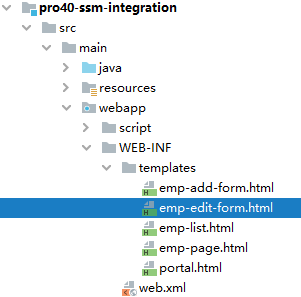 pro40-ssm-integration
src
main
java
resources
webapp
script
WEB-INF
templates
emp-add-form.html
emp-edit-form.html
emp-list.html
emp-page.html
portal.html
web.xml